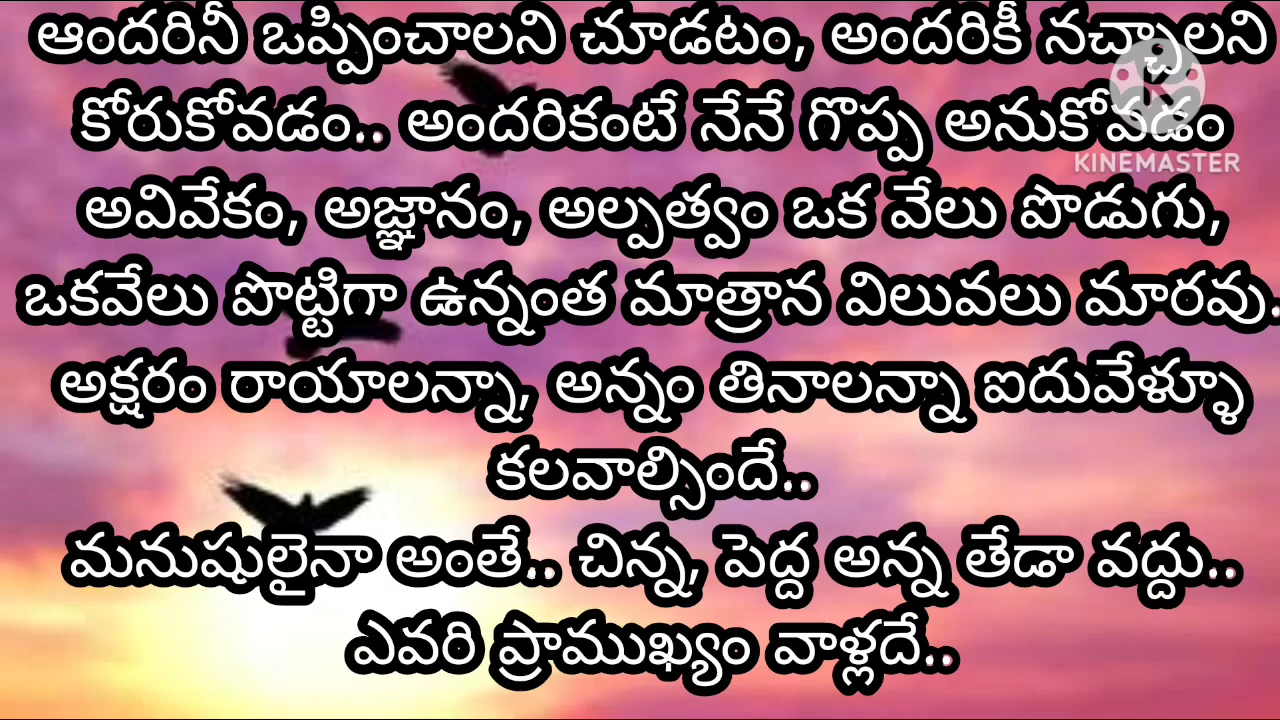 ఆందరినీ ఒప్పించాలని చూడటం, అందరికీ నచ్చాలని
కోరుకోవడం.. అందరికంటే నేనే గొప్ప అనుకోవడం
KINEMASTER
అవివేకం, అజ్ఞానం, అల్పత్వం ఒక వేలు పొడుగు,
ఒకవేలు పొట్టిగా ఉన్నంత మాత్రాన విలువలు మారవు.
అక్షరం రాయాలన్నా, అన్నం తినాలన్నా ఐదువేళ్ళూ
కలవాల్సిందే..
మనుషులైనా అంతే.. చిన్న, పెద్ద అన్న తేడా వద్దు..
ఎవరి ప్రాముఖ్యం వాళ్లదే..